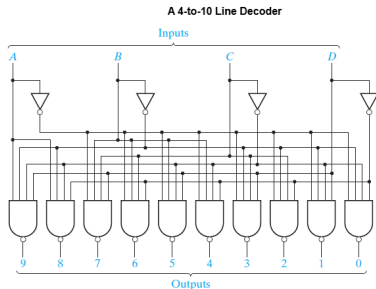 A 4-to-10 Line Decoder
Inputs
A B C D
9 8 7 6 5 4 3 2 1 0
Outputs